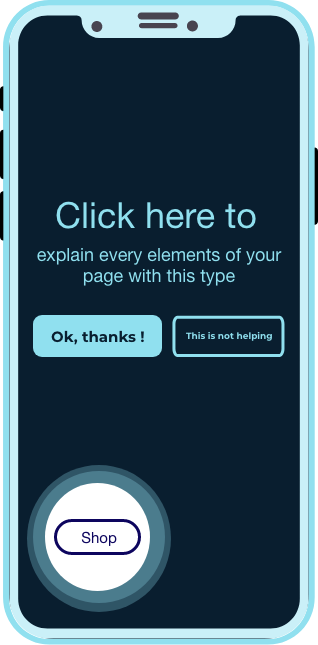 Click here to
explain every elements of your
page with this type
Ok, thanks !
This is not helping
Shop